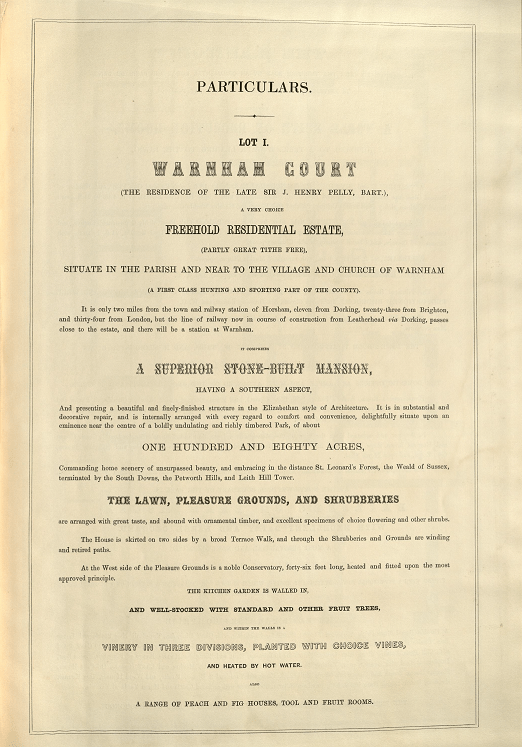 PARTICULARS.
LOT I.
WARNHAM COURT
(THE RESIDENCE OF THE LATE SIR J. HENRY PELLY, BART.),
A VERY CHOICE
FREEHOLD RESIDENTIAL ESTATE,
(PARTLY GREAT TITHE FREE),
SITUATE IN THE PARISH AND NEAR TO THE VILLAGE AND CHURCH OF WARNHAM
(A FIRST CLASS HUNTING AND SPORTING PART OF THE COUNTY).
It is only two miles from the town and railway station of Horsham, eleven from Dorking, twenty-three from Brighton,
and thirty-four from London, but the line of railway now in course of construction from Leatherhead via Dorking, passes
close to the estate, and there will be a station at Warnham.
IT COMPRISES
A SUPERIOR STONE-BUILT MANSION,
HAVING A SOUTHERN ASPECT,
And presenting a beautiful and finely-finished structure in the Elizabethan style of Architecture. It is in substantial and
decorative repair, and is internally arranged with every regard to comfort and convenience, delightfully situate upon an
eminence near the centre of a boldly undulating and richly timbered Park, of about
ONE HUNDRED AND EIGHTY ACRES,
Commanding home scenery of unsurpassed beauty, and embracing in the distance St. Leonard's Forest, the Weald of Sussex,
terminated by the South Downs, the Petworth Hills, and Leith Hill Tower.
THE LAWN, PLEASURE GROUNDS, AND SHRUBBERIES
are arranged with great taste, and abound with ornamental timber, and excellent specimens of choice flowering and other shrubs.
The House is skirted on two sides by a broad Terrace Walk, and through the Shrubberies and Grounds are winding
and retired paths.
At the West side of the Pleasure Grounds is a noble Conservatory, forty-six feet long, heated and fitted upon the most
approved principle.
THE KITCHEN GARDEN IS WALLED IN,
AND WELL-STOCKED WITH STANDARD AND OTHER FRUIT TREES,
AND WITHIN THE WALLS IS A
VINERY IN THREE DIVISIONS, PLANTED WITH CHOICE VINES,
AND HEATED BY HOT WATER.
ALSO
A RANGE OF PEACH AND FIG HOUSES, TOOL AND FRUIT ROOMS.